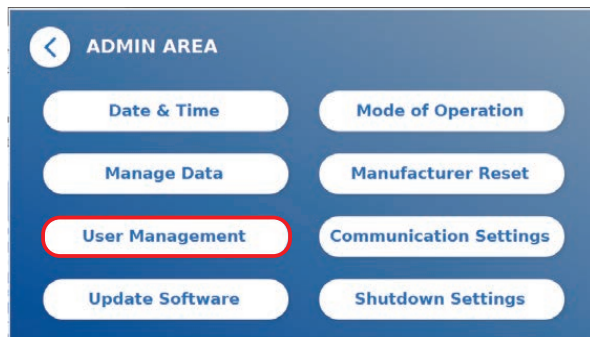 ADMIN AREA
Date & Time
Mode of Operation
Manage Data
Manufacturer Reset
User Management
Communication Settings
Update Software
Shutdown Settings